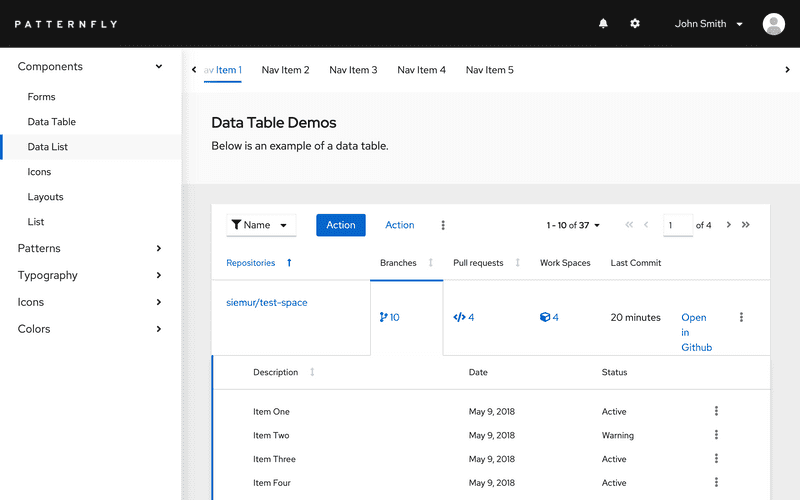 PATTERNFLY
John Smith
Components
Forms
Data Table
Data List
Icons
Layouts
List
Patterns
Typography
Icons
Colors
av Item 1 Nav Item 2 Nav Item 3 Nav Item 4 Nav Item 5
Data Table Demos
Below is an example of a data table.
Name Action Action 1 - 10 of 37 1 of 4
Repositories Branches Pull requests Work Spaces Last Commit
siemur/test-space
10 4 4 20 minutes Open
in
Github
Description Date Status
Item One May 9, 2018 Active
Item Two May 9, 2018 Warning
Item Three May 9, 2018 Active
Item Four May 9, 2018 Active